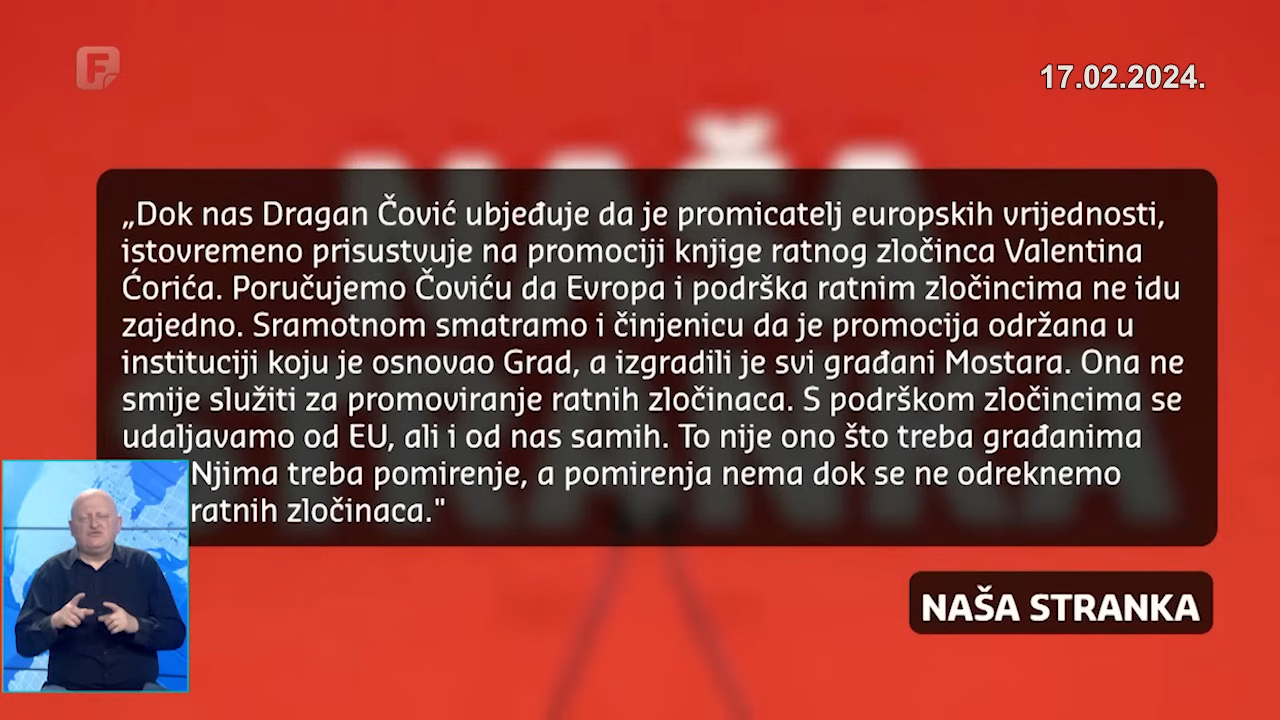 F
17.02.2024.
NAŠA
„Dok nas Dragan Čović ubjeđuje da je promicatelj europskih vrijednosti,
istovremeno prisustvuje na promociji knjige ratnog zločinca Valentina
Ćorića. Poručujemo Čoviću da Evropa i podrška ratnim zločincima ne idu
zajedno. Sramotnom smatramo i činjenicu da je promocija održana u
instituciji koju je osnovao Grad, a izgradili je svi građani Mostara. Ona ne
smije služiti za promoviranje ratnih zločinaca. S podrškom zločincima se
udaljavamo od EU, ali i od nas samih. To nije ono što treba građanima
Njima treba pomirenje, a pomirenja nema dok se ne odreknemo
ratnih zločinaca."
NAŠA STRANKA